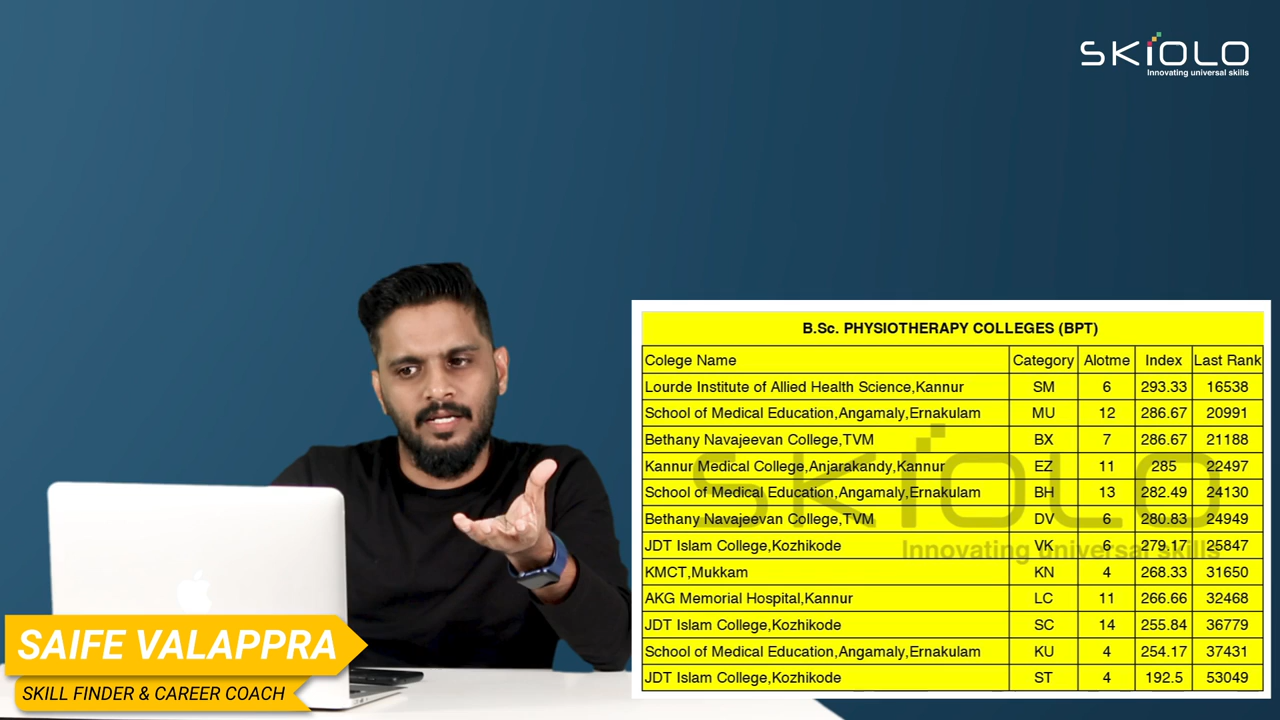 SKIOLO
Innovating universal skills
B.Sc. PHYSIOTHERAPY COLLEGES (BPT)
Colege Name Category Alotme Index Last Rank
Lourde Institute of Allied Health Science,Kannur SM 6 293.33 16538
School of Medical Education,Angamaly,Ernakulam MU 12 286.67 20991
Bethany Navajeevan College,TVM BX 7 286.67 21188
Kannur Medical College,Anjarakandy,Kannur EZ 11 285 22497
School of Medical Education,Angamaly,Ernakulam BH 13 282.49 24130
Bethany Navajeevan College,TVM DV 6 280.83 24949
JDT Islam College,Kozhikode VK 6 279.17 25847
KMCT,Mukkam KN 4 268.33 31650
AKG Memorial Hospital,Kannur LC 11 266.66 32468
JDT Islam College,Kozhikode SC 14 255.84 36779
School of Medical Education,Angamaly,Ernakulam KU 4 254.17 37431
JDT Islam College,Kozhikode ST 4 192.5 53049
SKIOLO
Innovating universal skills
SAIFE VALAPPRA
SKILL FINDER & CAREER COACH